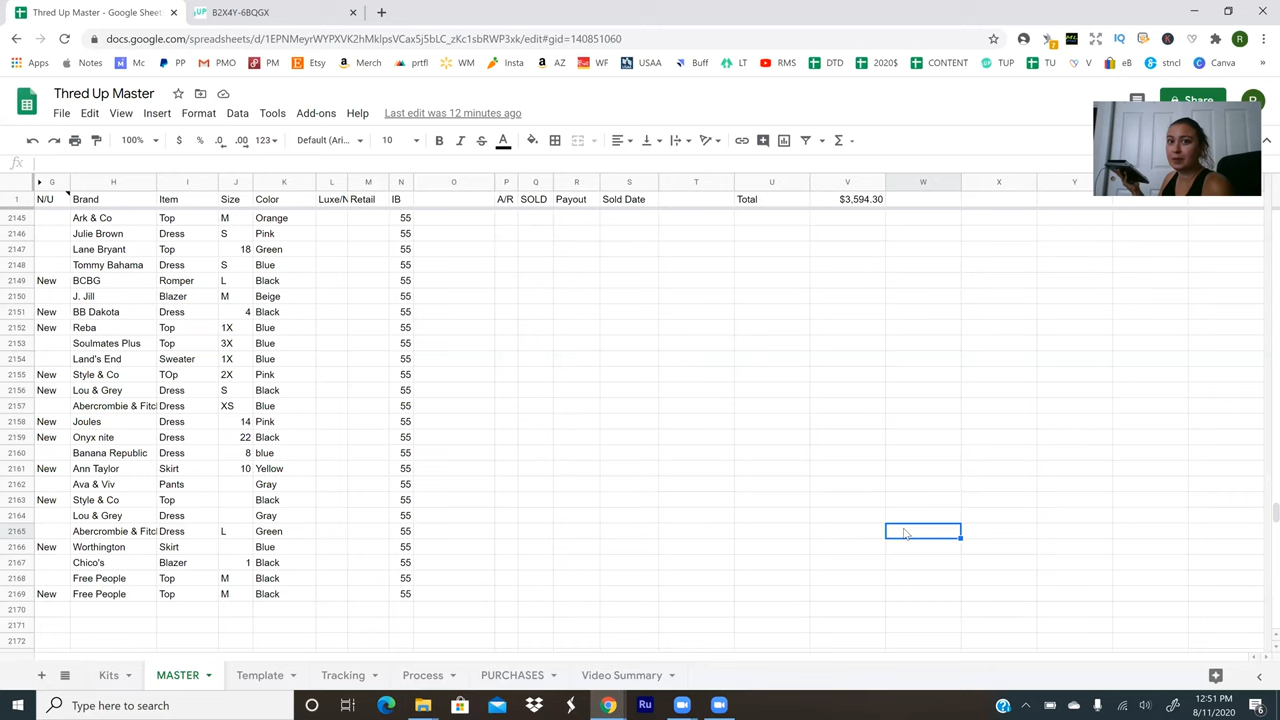 Thred Up Master - Google Sheet
B2X4Y-6BQGX
docs.google.com/spreadsheets/d/1EPNMeyrWYPXVK2hMklpsVCax5j5bLC_zKc1sbRWP3xk/edit#gid=140851060
Apps Notes Mc PP PMO PM Etsy Merch prtfl WM Insta AZ WF USAA Buff LT RMS DTD 2020$ CONTENT TUP TU V eB stncl Canva
Thred Up Master
Share
File Edit View Insert Format Data Tools Add-ons Help Last edit was 12 minutes ago
100% $ % .0 .00 123 Default (Ari... 10 B I S A
fx
G H I J K L M N O P Q R S T U V W X Y
1 N/U Brand Item Size Color Luxe/N Retail IB A/R SOLD Payout Sold Date Total $3,594.30
2145 Ark & Co Top M Orange 55
2146 Julie Brown Dress S Pink 55
2147 Lane Bryant Top 18 Green 55
2148 Tommy Bahama Dress S Blue 55
2149 New BCBG Romper L Black 55
2150 J. Jill Blazer M Beige 55
2151 New BB Dakota Dress 4 Black 55
2152 New Reba Top 1X Blue 55
2153 Soulmates Plus Top 3X Blue 55
2154 Land's End Sweater 1X Blue 55
2155 New Style & Co TOp 2X Pink 55
2156 New Lou & Grey Dress S Black 55
2157 Abercrombie & Fitc Dress XS Blue 55
2158 New Joules Dress 14 Pink 55
2159 New Onyx nite Dress 22 Black 55
2160 Banana Republic Dress 8 blue 55
2161 New Ann Taylor Skirt 10 Yellow 55
2162 Ava & Viv Pants Gray 55
2163 New Style & Co Top Black 55
2164 Lou & Grey Dress Gray 55
2165 Abercrombie & Fitc Dress L Green 55
2166 New Worthington Skirt Blue 55
2167 Chico's Blazer 1 Black 55
2168 Free People Top M Black 55
2169 New Free People Top M Black 55
2170
2171
2172
Kits MASTER Template Tracking Process PURCHASES Video Summary
Type here to search
Ru
12:51 PM
8/11/2020